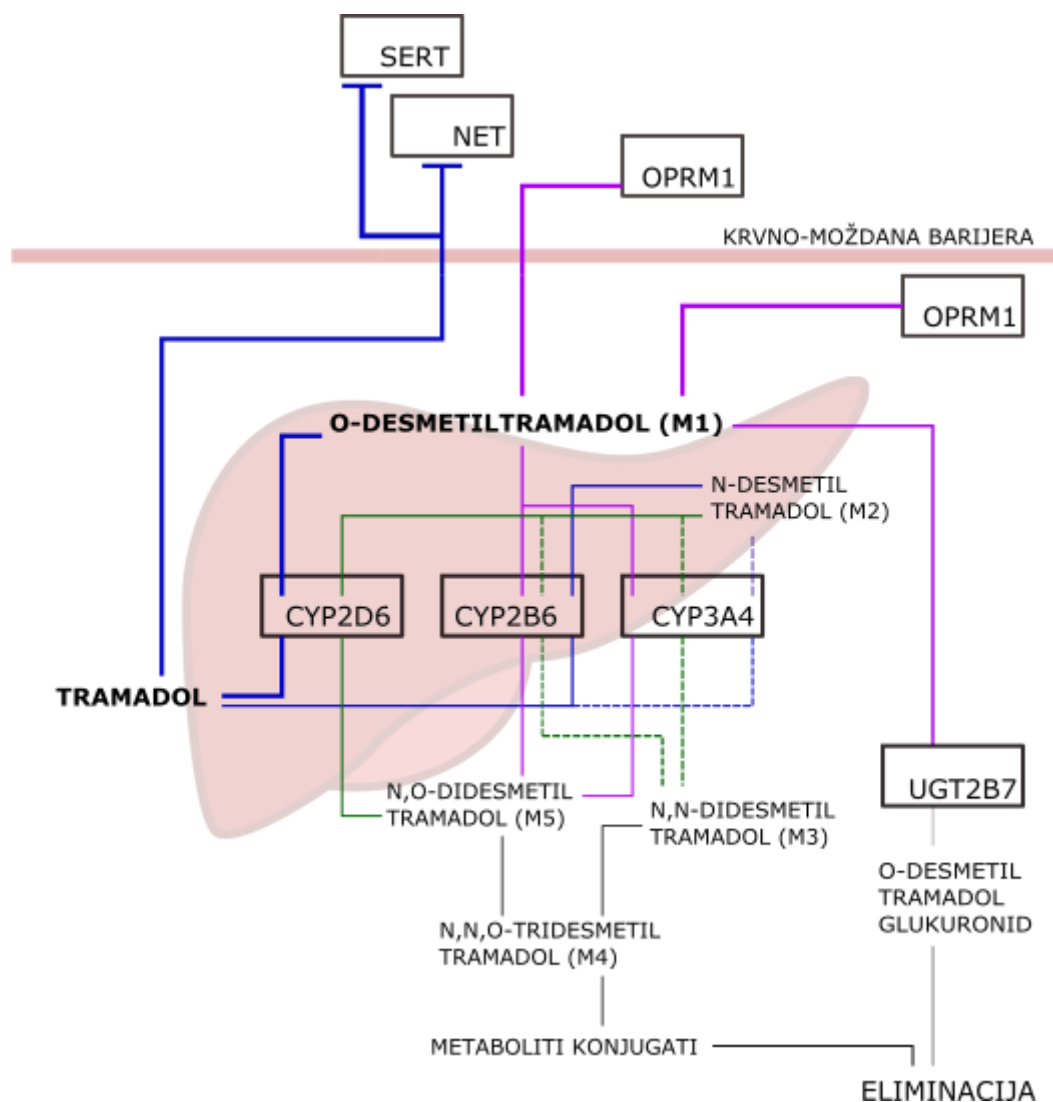 SERT
NET
OPRM1
KRVNO-MOŽDANA BARIJERA
OPRM1
O-DESMETILTRAMADOL (M1)
N-DESMETIL
TRAMADOL (M2)
CYP2D6
CYP2B6
CYP3A4
TRAMADOL
N,O-DIDESMETIL
TRAMADOL (M5)
N,N-DIDESMETIL
TRAMADOL (M3)
UGT2B7
O-DESMETIL
TRAMADOL
GLUKURONID
N,N,O-TRIDESMETIL
TRAMADOL (M4)
METABOLITI KONJUGATI
ELIMINACIJA